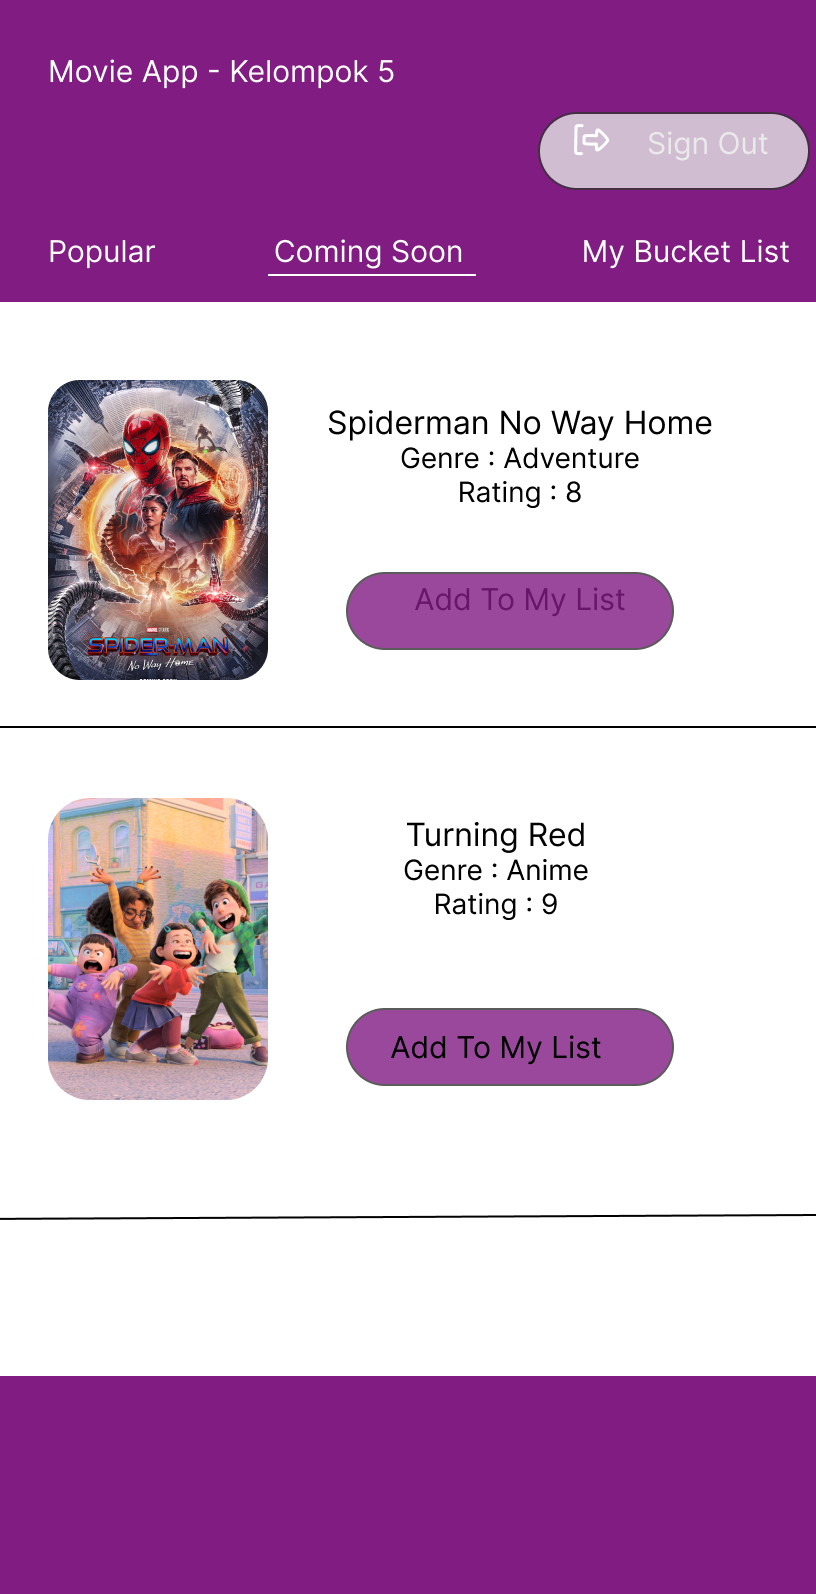 Movie App - Kelompok 5
Sign Out
Popular
Coming Soon
My Bucket List
Spiderman No Way Home
Genre : Adventure
Rating : 8
MARVEL STUDIOS
SPIDER-MAN
No Way Home
Add To My List
Turning Red
Genre : Anime
Rating : 9
Add To My List